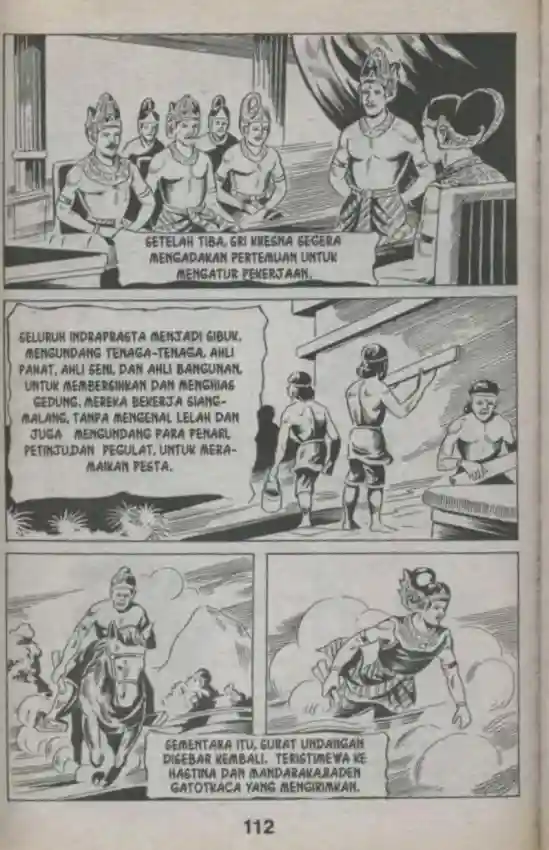 SETELAH TIBA, SRI KRESNA SEGERA
MENGADAKAN PERTEMUAN UNTUK
MENGATUR PEKERJAAN.
SELURUH INDRAPRASTA MENJADI SIBUK,
MENGUNDANG TENAGA-TENAGA, AHLI
PAHAT, AHLI SENI, DAN AHLI BANGUNAN,
UNTUK MEMBERSIHKAN DAN MENGHIAS
GEDUNG. MEREKA BEKERJA SIANG-
MALANG, TANPA MENGENAL LELAH DAN
JUGA MENGUNDANG PARA PENARI,
PETINJU,DAN PEGULAT, UNTUK MERA-
MAIKAN PESTA.
SEMENTARA ITU, SURAT UNDANGAN
DISEBAR KEMBALI. TERISTIMEWA KE
HASTINA DAN MANDARAKA,RADEN
GATOTKACA YANG MENGIRIMKAN.
112